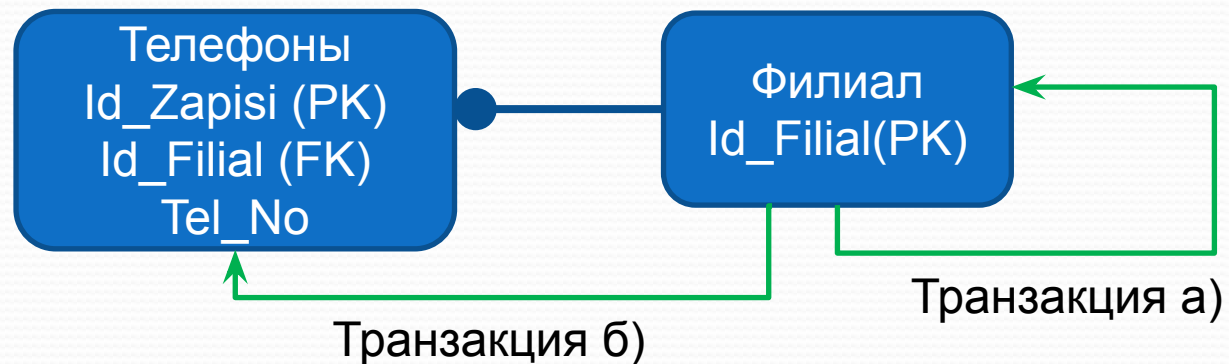 Телефоны
Id_Zapisi (PK)
Id_Filial (FK)
Tel_No
Филиал
Id_Filial(PK)
Транзакция а)
Транзакция б)